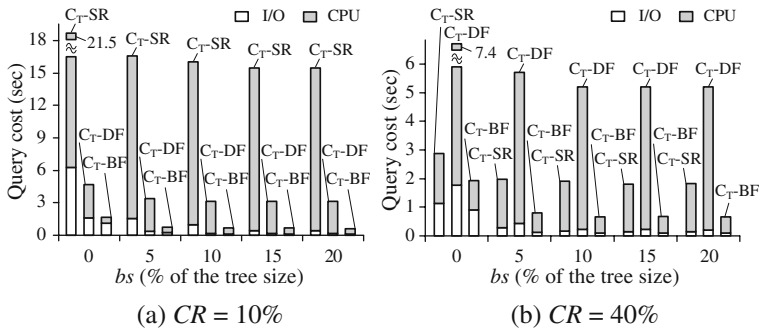 C_T-SR I/O CPU
21.5
18
15
12
9
6
3
0
Query cost (sec)
C_T-SR C_T-SR C_T-SR C_T-SR
C_T-DF C_T-DF C_T-DF C_T-DF C_T-DF
C_T-BF C_T-BF C_T-BF C_T-BF C_T-BF
0 5 10 15 20
bs (% of the tree size)
(a) CR = 10%
C_T-SR I/O CPU
C_T-DF
7.4
6
5
4
3
2
1
0
Query cost (sec)
C_T-DF C_T-DF C_T-DF C_T-DF
C_T-BF C_T-BF C_T-BF C_T-BF
C_T-SR C_T-SR C_T-SR C_T-SR
C_T-BF
0 5 10 15 20
bs (% of the tree size)
(b) CR = 40%